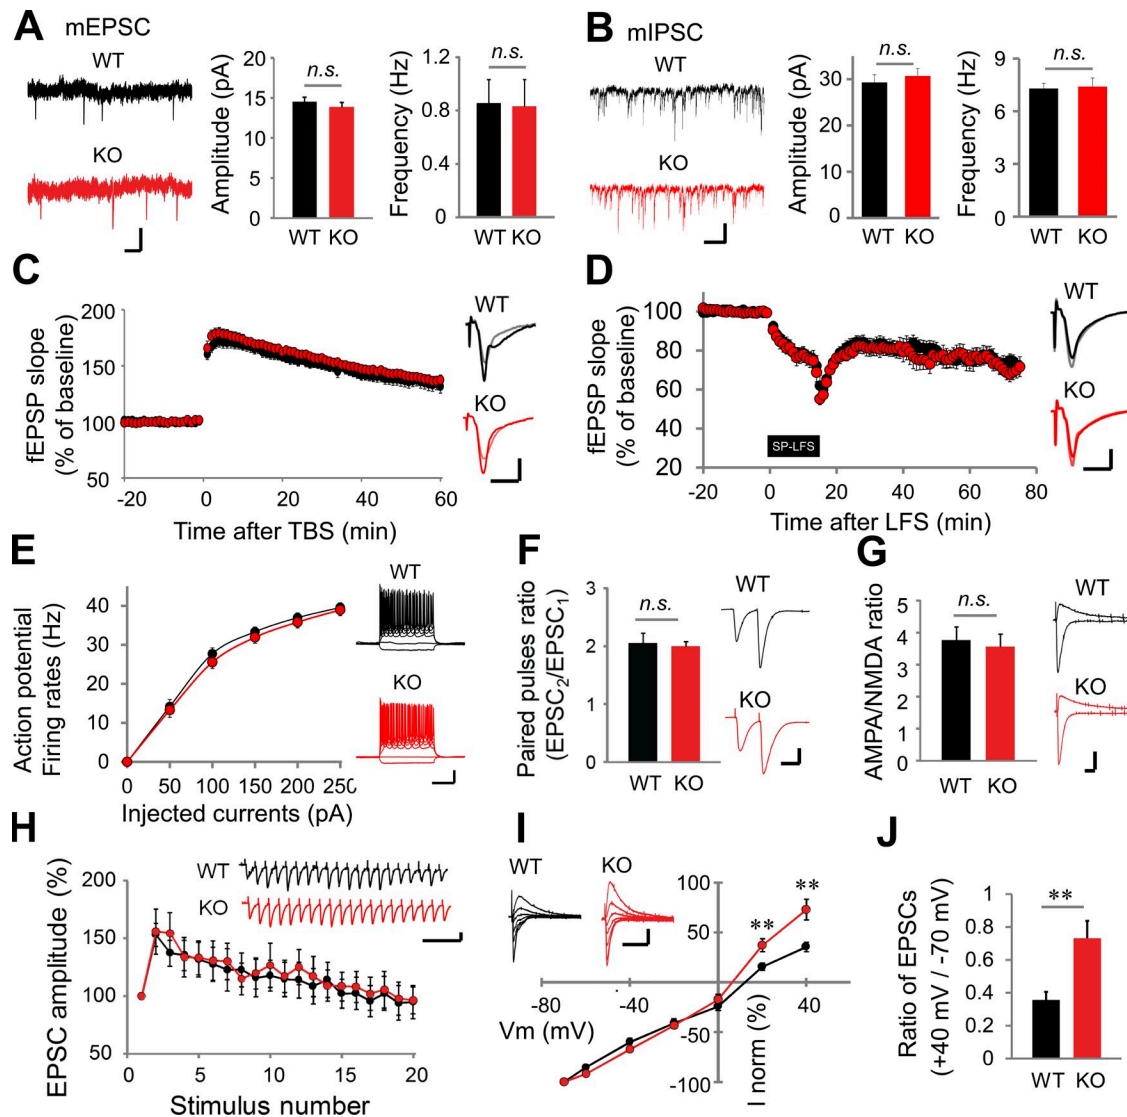 A
mEPSC
WT
KO
Amplitude (pA)
20
15
10
5
0
n.s.
WT KO
Frequency (Hz)
1.2
0.8
0.4
0
n.s.
WT KO
B
mIPSC
WT
KO
Amplitude (pA)
30
20
10
0
n.s.
WT KO
Frequency (Hz)
9
6
3
0
n.s.
WT KO
C
fEPSP slope
(% of baseline)
200
150
100
50
-20 0 20 40 60
Time after TBS (min)
WT
KO
D
fEPSP slope
(% of baseline)
100
80
60
40
20
SP-LFS
-20 0 20 40 60 80
Time after LFS (min)
WT
KO
E
Action potential
Firing rates (Hz)
40
30
20
10
0
0 50 100 150 200 250
Injected currents (pA)
WT
KO
F
Paired pulses ratio
(EPSC2/EPSC1)
3
2
1
0
n.s.
WT KO
WT
KO
G
AMPA/NMDA ratio
5
4
3
2
1
0
n.s.
WT KO
WT
KO
H
EPSC amplitude (%)
200
150
100
50
WT
KO
0 5 10 15 20
Stimulus number
I
WT
KO
100
50
-50
-100
**
**
-80 -40 0 40
Vm (mV)
I norm (%)
J
Ratio of EPSCs
(+40 mV / -70 mV)
1
0.8
0.6
0.4
0.2
0
**
WT KO